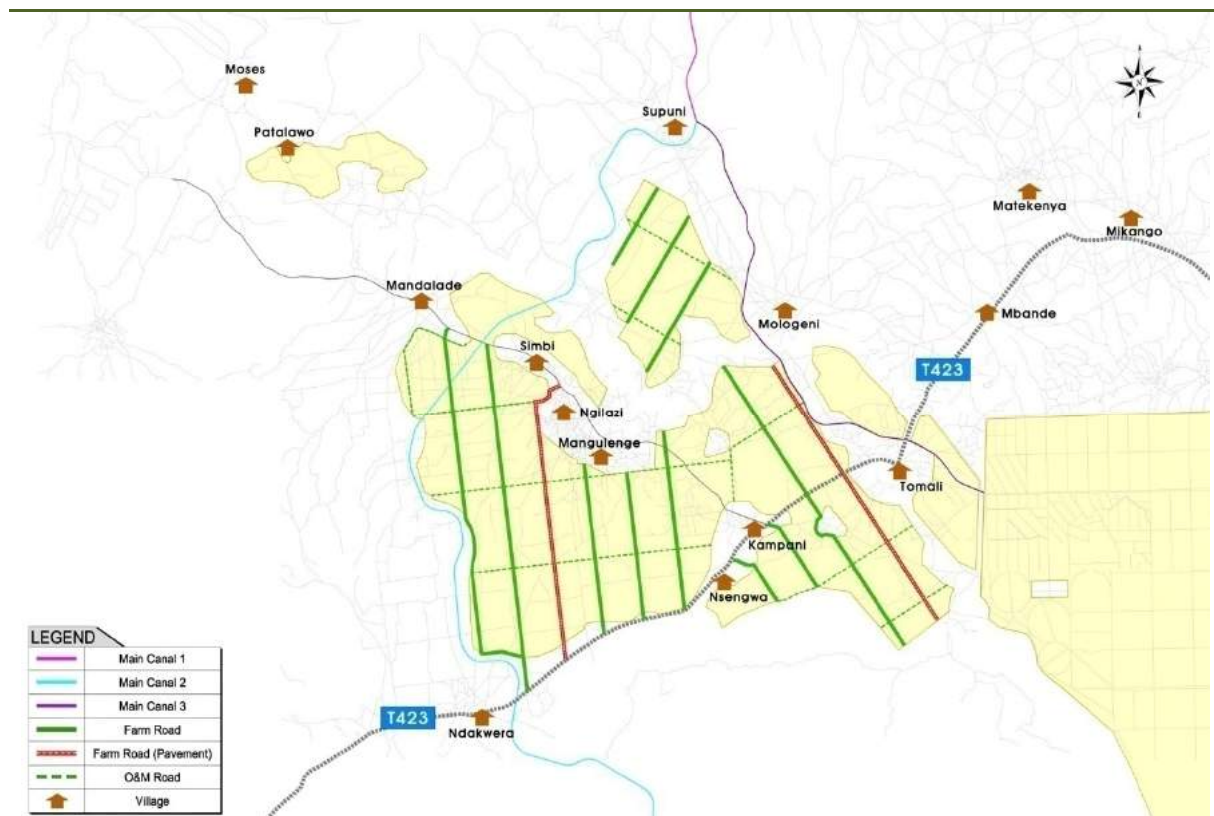 Moses
Supuni
Patalawo
N
Matekenya
Mikango
Mandalade
Mologeni
Mbande
Simbi
T423
Ngilazi
Mangulenge
Tomali
Kampani
Nsengwa
T423
Ndakwera
LEGEND
Main Canal 1
Main Canal 2
Main Canal 3
Farm Road
Farm Road (Pavement)
O&M Road
Village